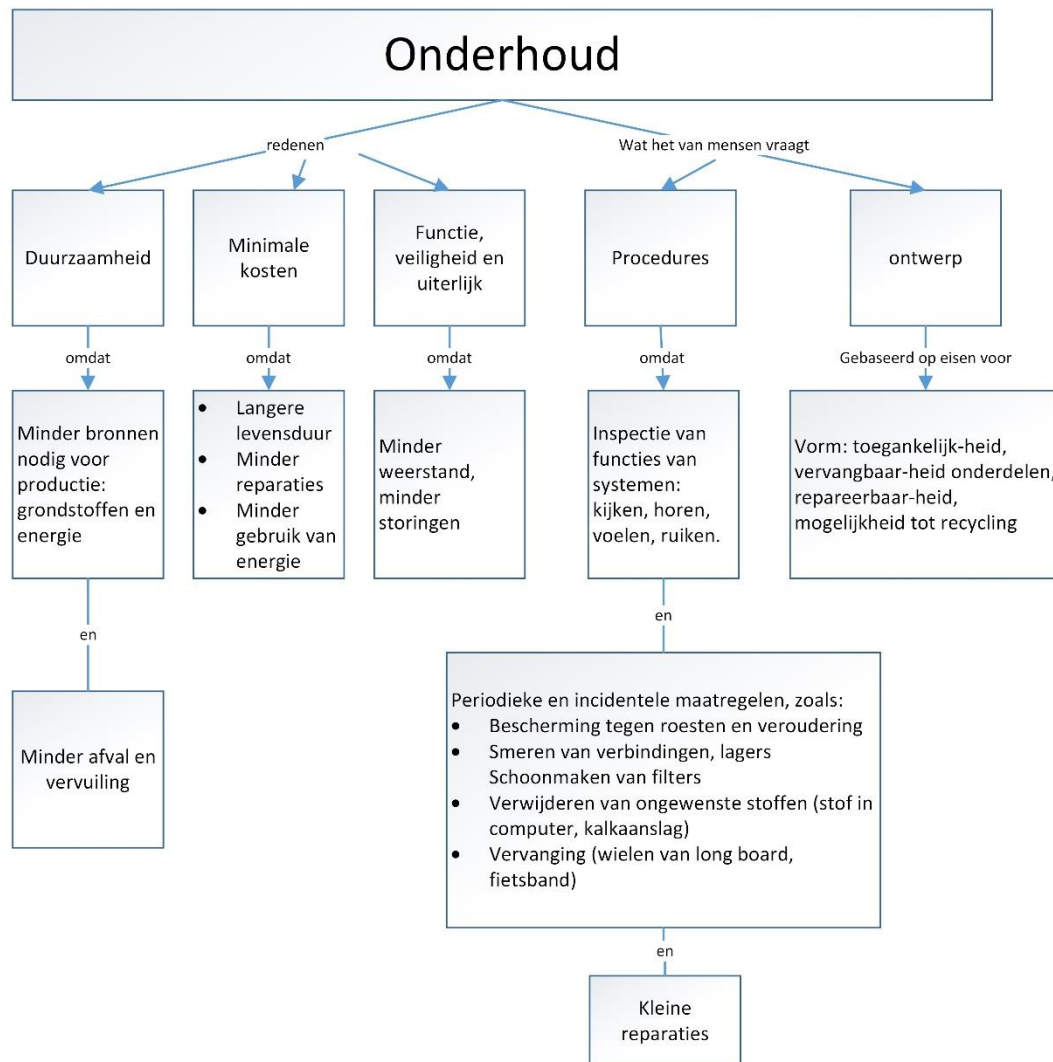 Onderhoud
redenen
Wat het van mensen vraagt
Duurzaamheid
Minimale
kosten
Functie,
veiligheid en
uiterlijk
Procedures
ontwerp
omdat
omdat
omdat
omdat
Gebaseerd op eisen voor
Minder bronnen
nodig voor
productie:
grondstoffen en
energie
• Langere
levensduur
• Minder
reparaties
• Minder
gebruik van
energie
Minder
weerstand,
minder
storingen
Inspectie van
functies van
systemen:
kijken, horen,
voelen, ruiken.
Vorm: toegankelijk-heid,
vervangbaar-heid onderdelen,
repareerbaar-heid,
mogelijkheid tot recycling
en
en
Minder afval en
vervuiling
Periodieke en incidentele maatregelen, zoals:
• Bescherming tegen roesten en veroudering
• Smeren van verbindingen, lagers
Schoonmaken van filters
• Verwijderen van ongewenste stoffen (stof in
computer, kalkaanslag)
• Vervanging (wielen van long board,
fietsband)
en
Kleine
reparaties